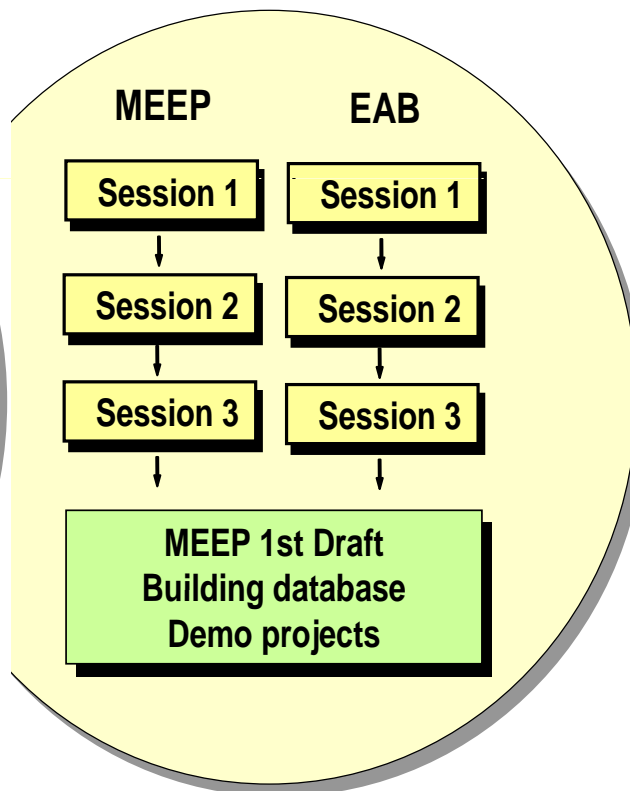 MEEP
EAB
Session 1
Session 1
Session 2
Session 2
Session 3
Session 3
MEEP 1st Draft
Building database
Demo projects